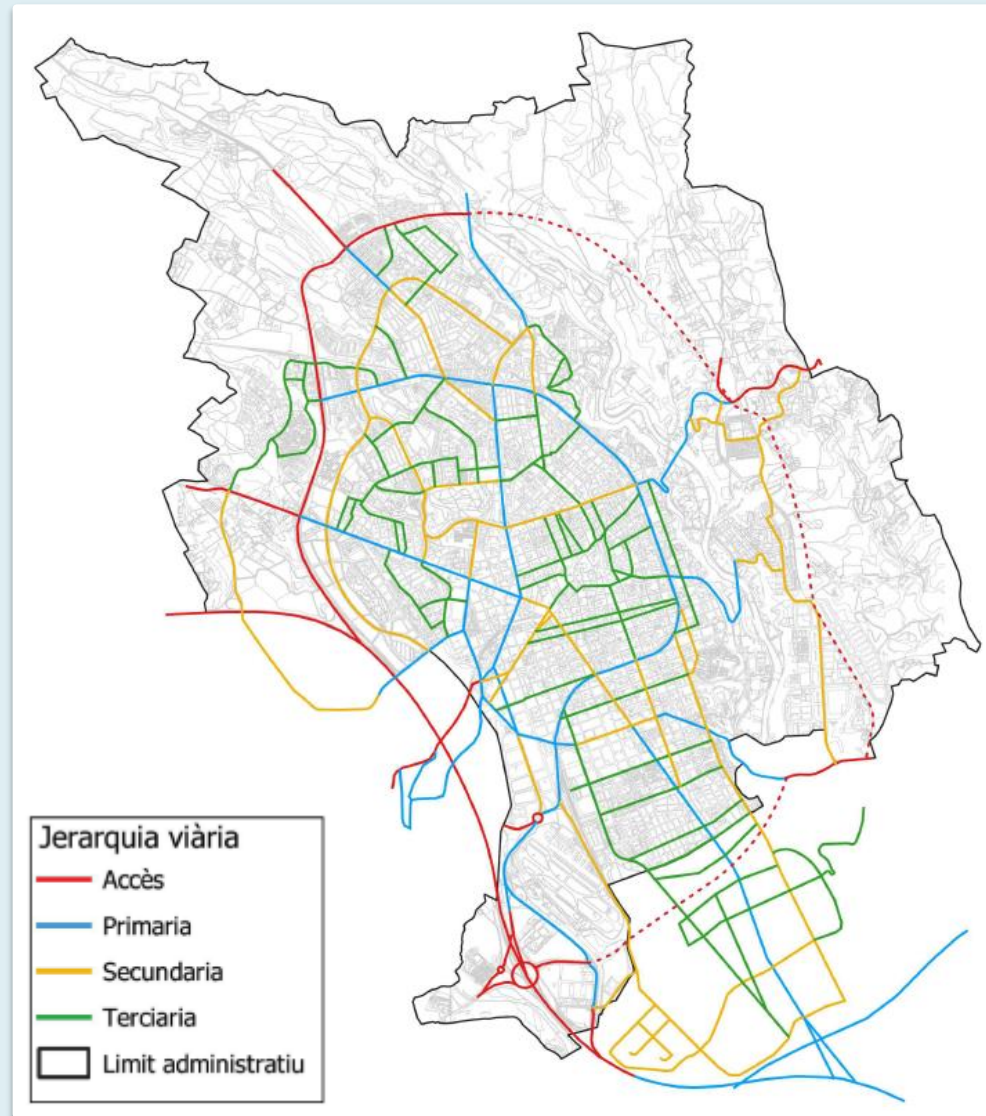 Jerarquia viària
Accès
Primaria
Secundaria
Terciaria
Limit administratiu